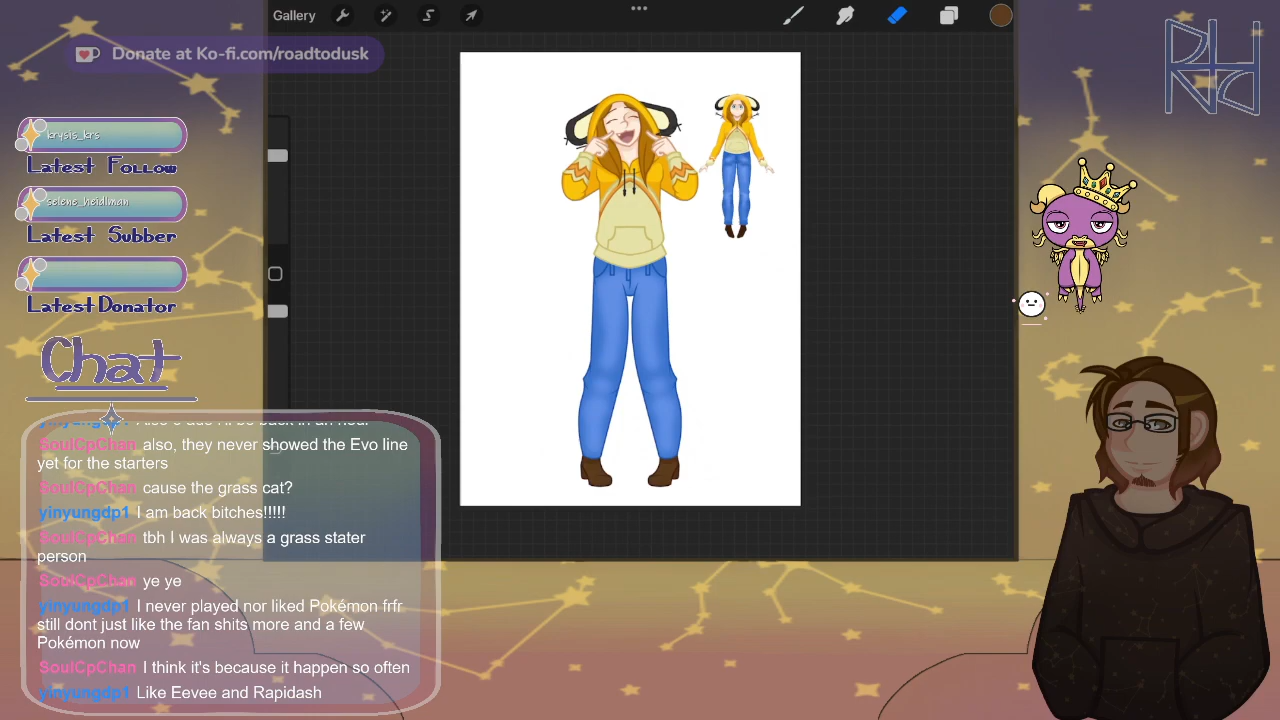 Gallery
Donate at Ko-fi.com/roadtodusk
krysis_krs
Latest Follow
selene_heidlman
Latest Subber
Latest Donator
Chat
SoulCpChan also, they never showed the Evo line
yet for the starters
SoulCpChan cause the grass cat?
yinyungdp1 I am back bitches!!!!!
SoulCpChan tbh I was always a grass stater
person
SoulCpChan ye ye
yinyungdp1 I never played nor liked Pokémon frfr
still dont just like the fan shits more and a few
Pokémon now
SoulCpChan I think it's because it happen so often
yinyungdp1 Like Eevee and Rapidash